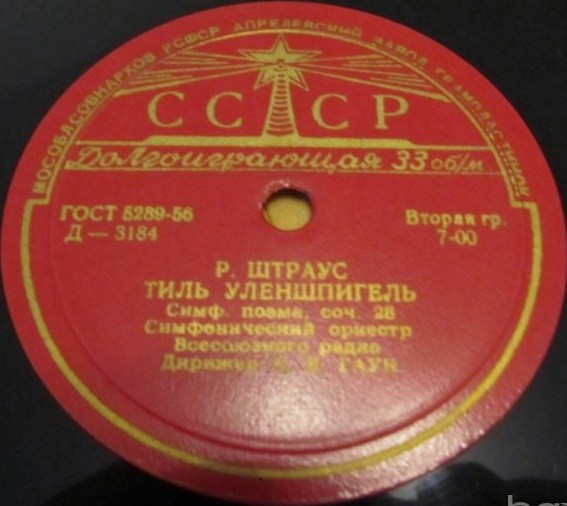 МОСОБЛСОВНАРХОЗ РСФСР АПРЕЛЕВСКИЙ ЗАВОД ГРАМПЛАСТИНОК
СССР
Долгоиграющая 33 об/м
ГОСТ 5289-56
Д — 3184
Вторая гр.
7-00
Р. ШТРАУС
ТИЛЬ УЛЕНШПИГЕЛЬ
Симф. поэма, соч. 28
Симфонический оркестр
Всесоюзного радио
Дирижер ГАУК